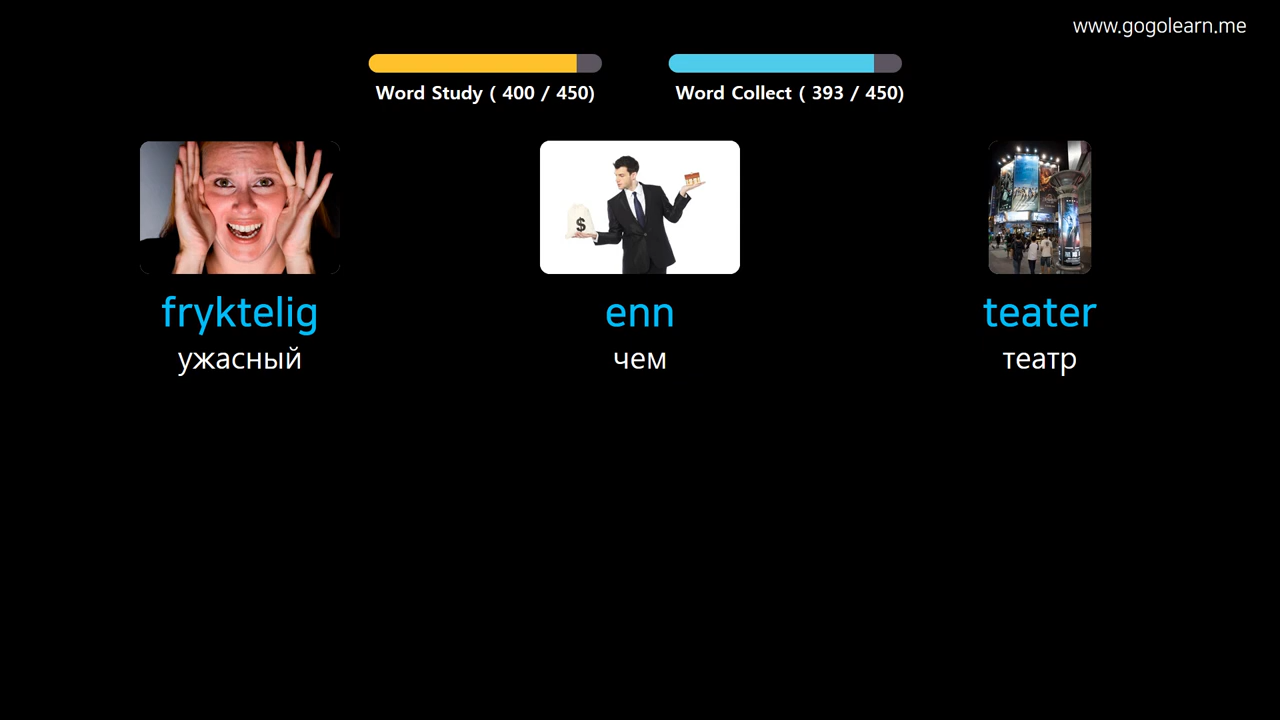 www.gogolearn.me
Word Study ( 400 / 450)
Word Collect ( 393 / 450)
$
fryktelig
enn
teater
ужасный
чем
театр